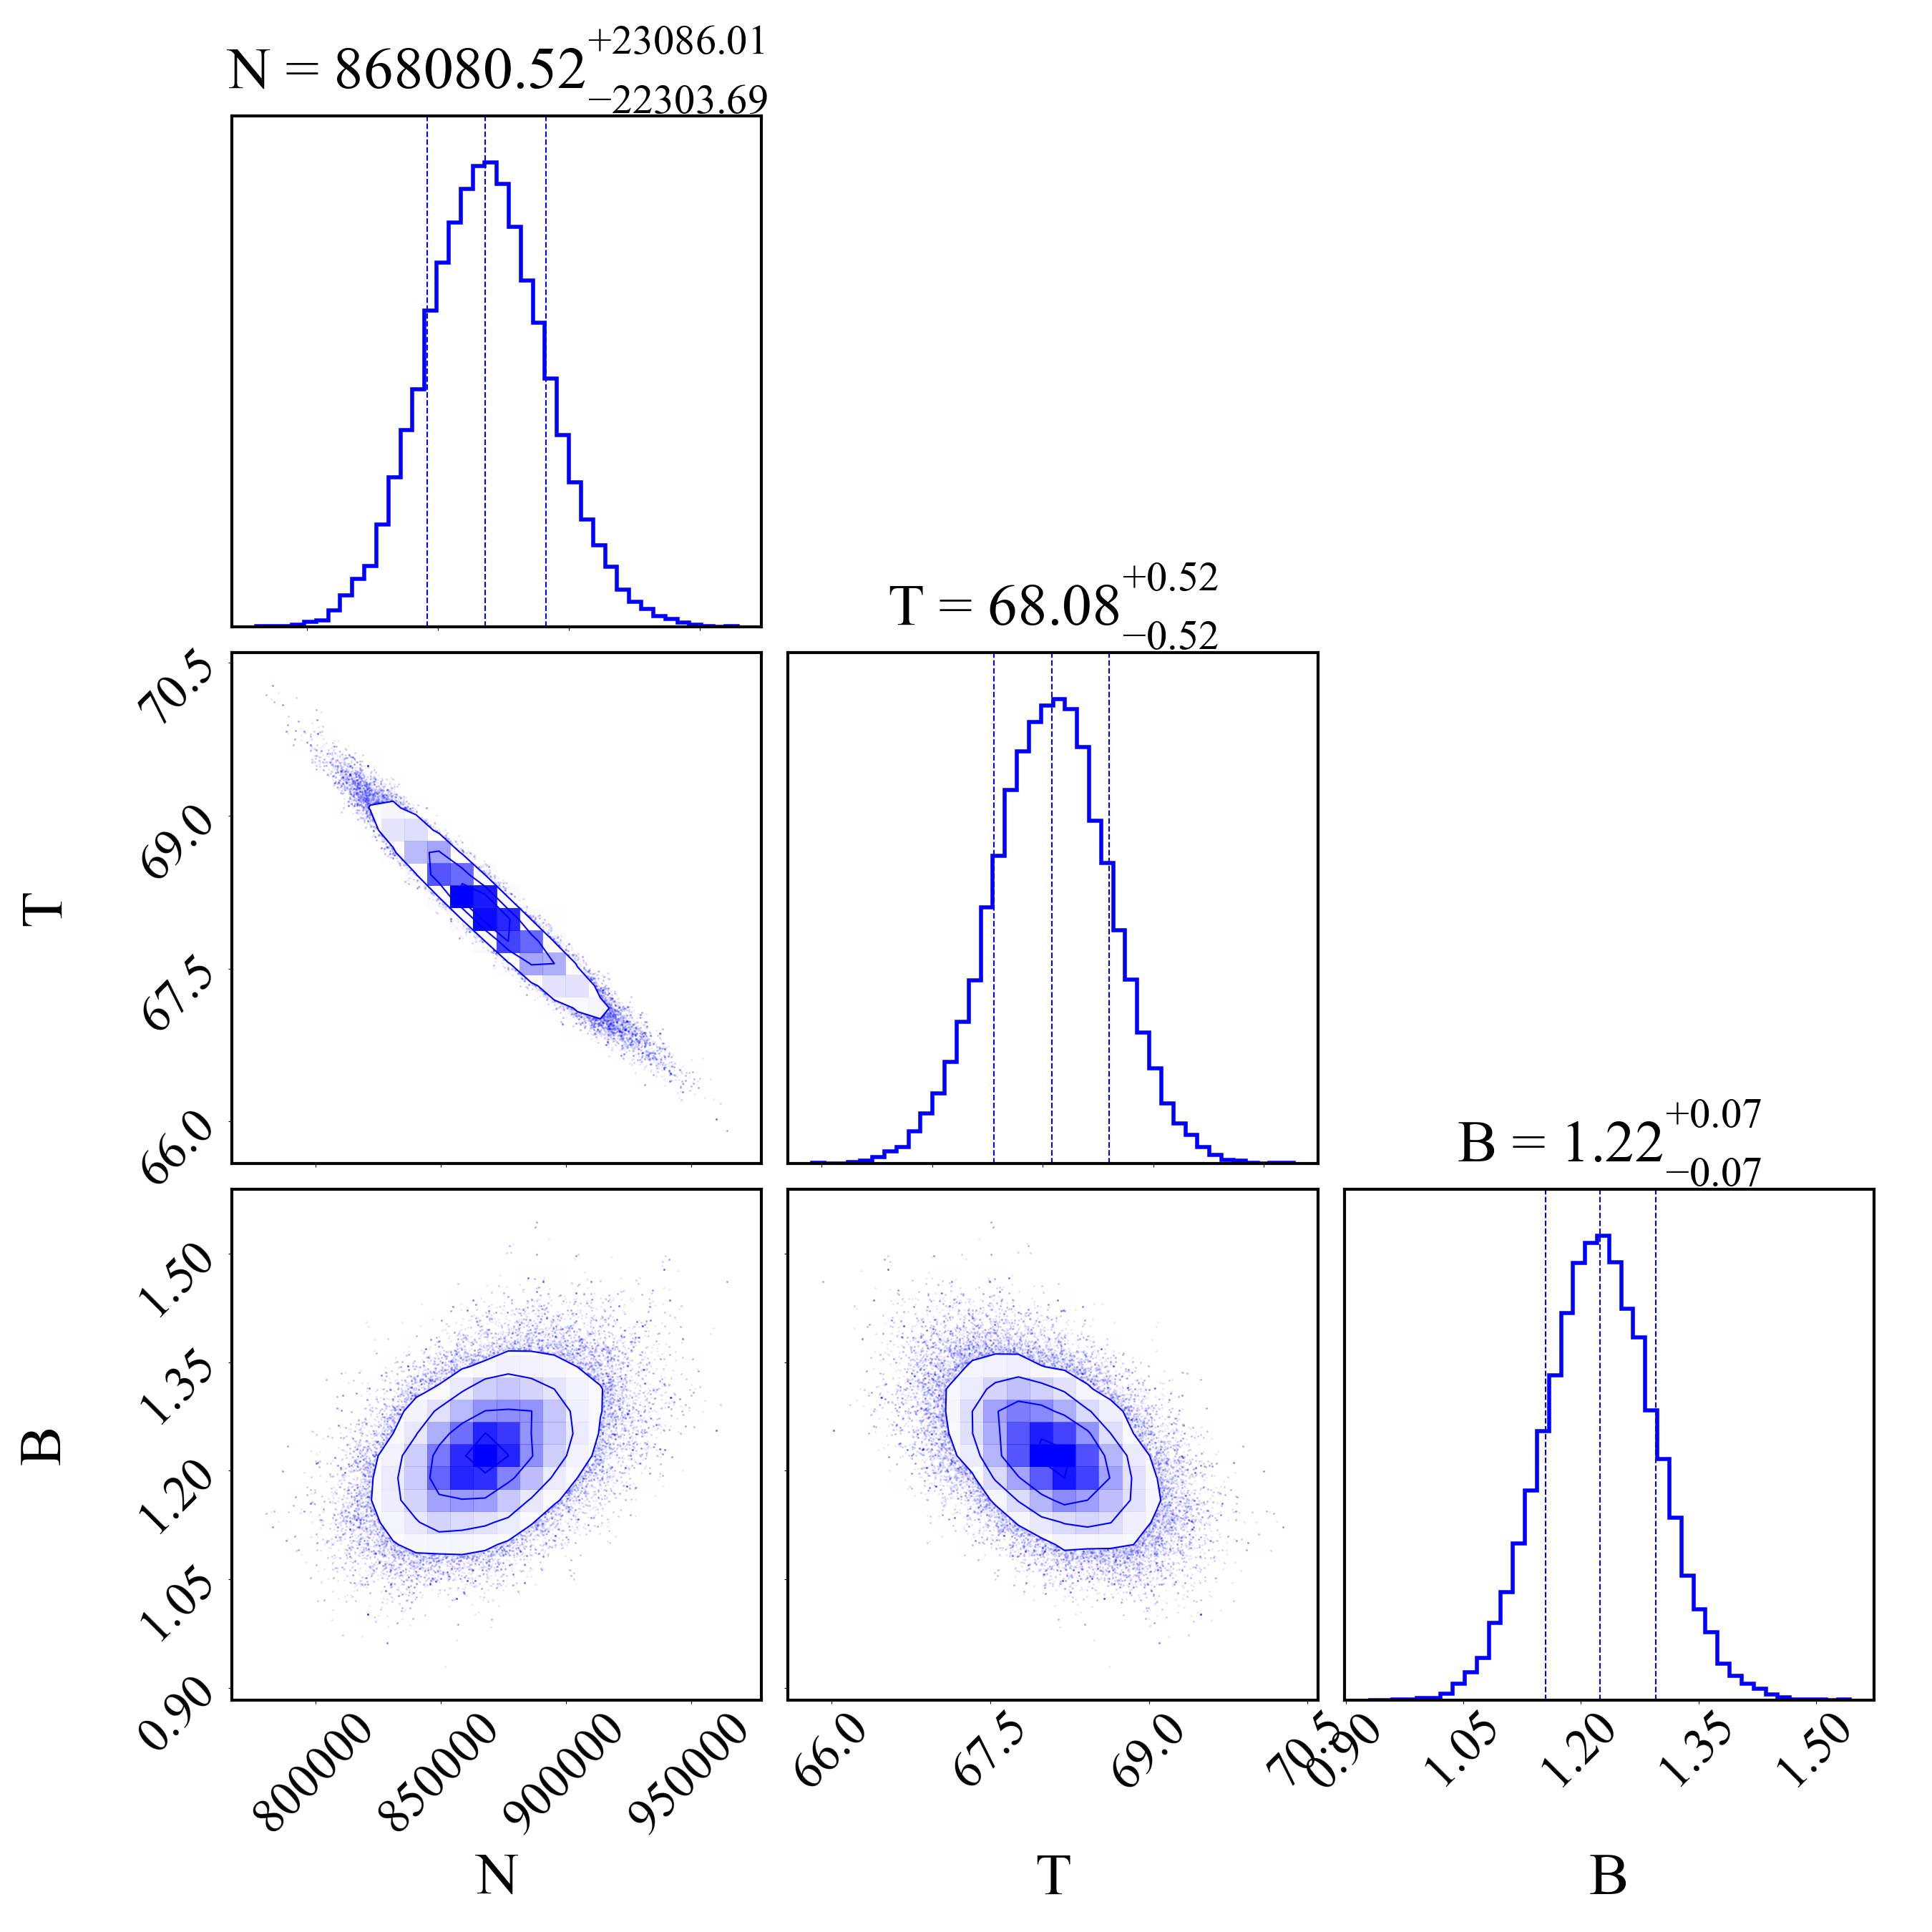 N = 868080.52 +23086.01 −22303.69
T = 68.08 +0.52 −0.52
70.5
69.0
67.5
66.0
T
B = 1.22 +0.07 −0.07
1.50
1.35
1.20
1.05
0.90
B
800000 850000 900000 950000
66.0 67.5 69.0 70.5
0.90 1.05 1.20 1.35 1.50
N T B